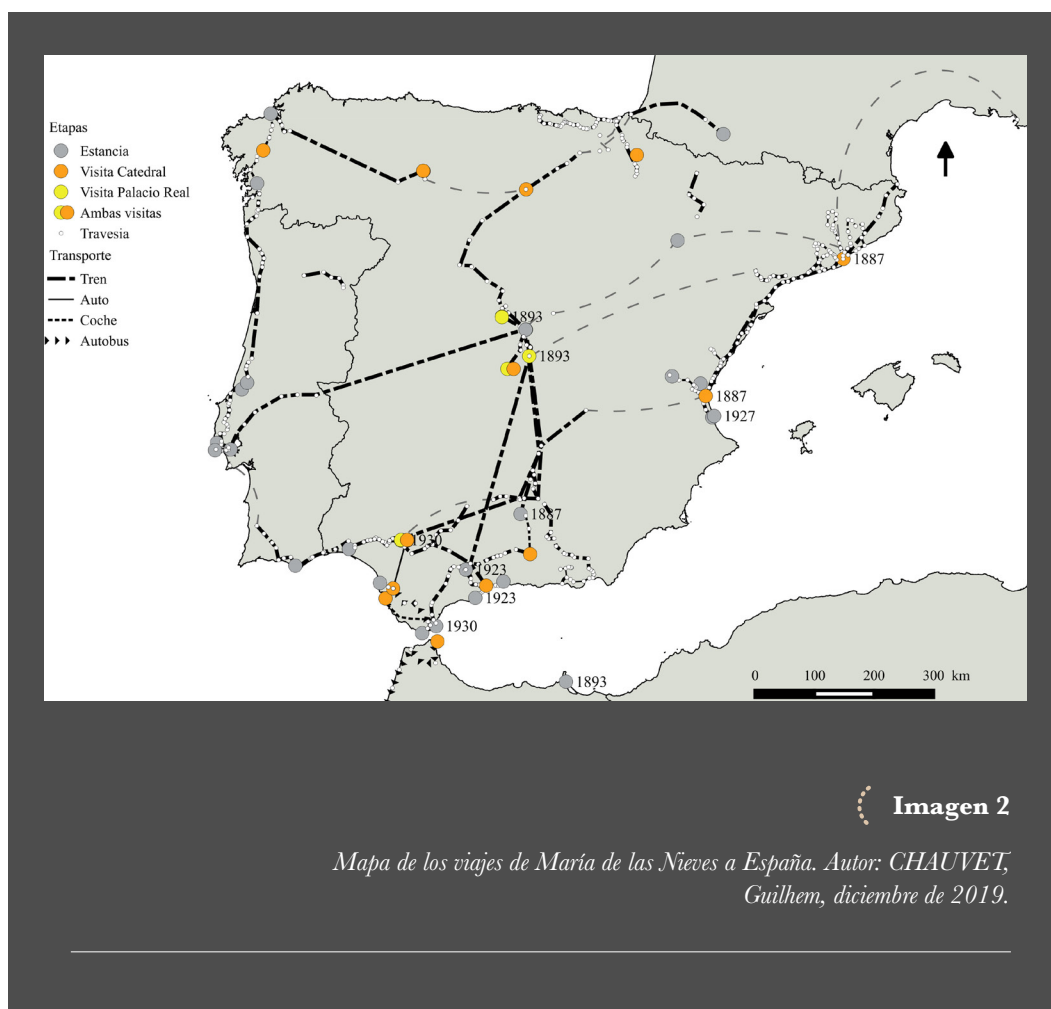 Etapas
Estancia
Visita Catedral
Visita Palacio Real
Ambas visitas
Travesia
Transporte
Tren
Auto
Coche
Autobus
1887
1893
1893
1887
1927
1887
1930
1923
1923
1930
1893
0 100 200 300 km
Imagen 2
Mapa de los viajes de María de las Nieves a España. Autor: CHAUVET,
Guilhem, diciembre de 2019.